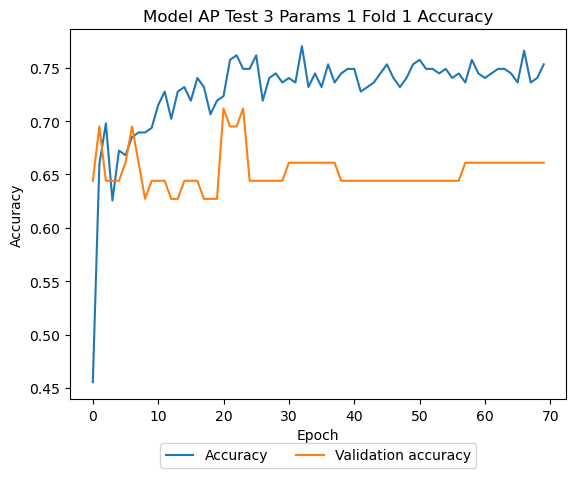 Model AP Test 3 Params 1 Fold 1 Accuracy
0.75
0.70
0.65
0.60
0.55
0.50
0.45
Accuracy
0 10 20 30 40 50 60 70
Epoch
Accuracy Validation accuracy